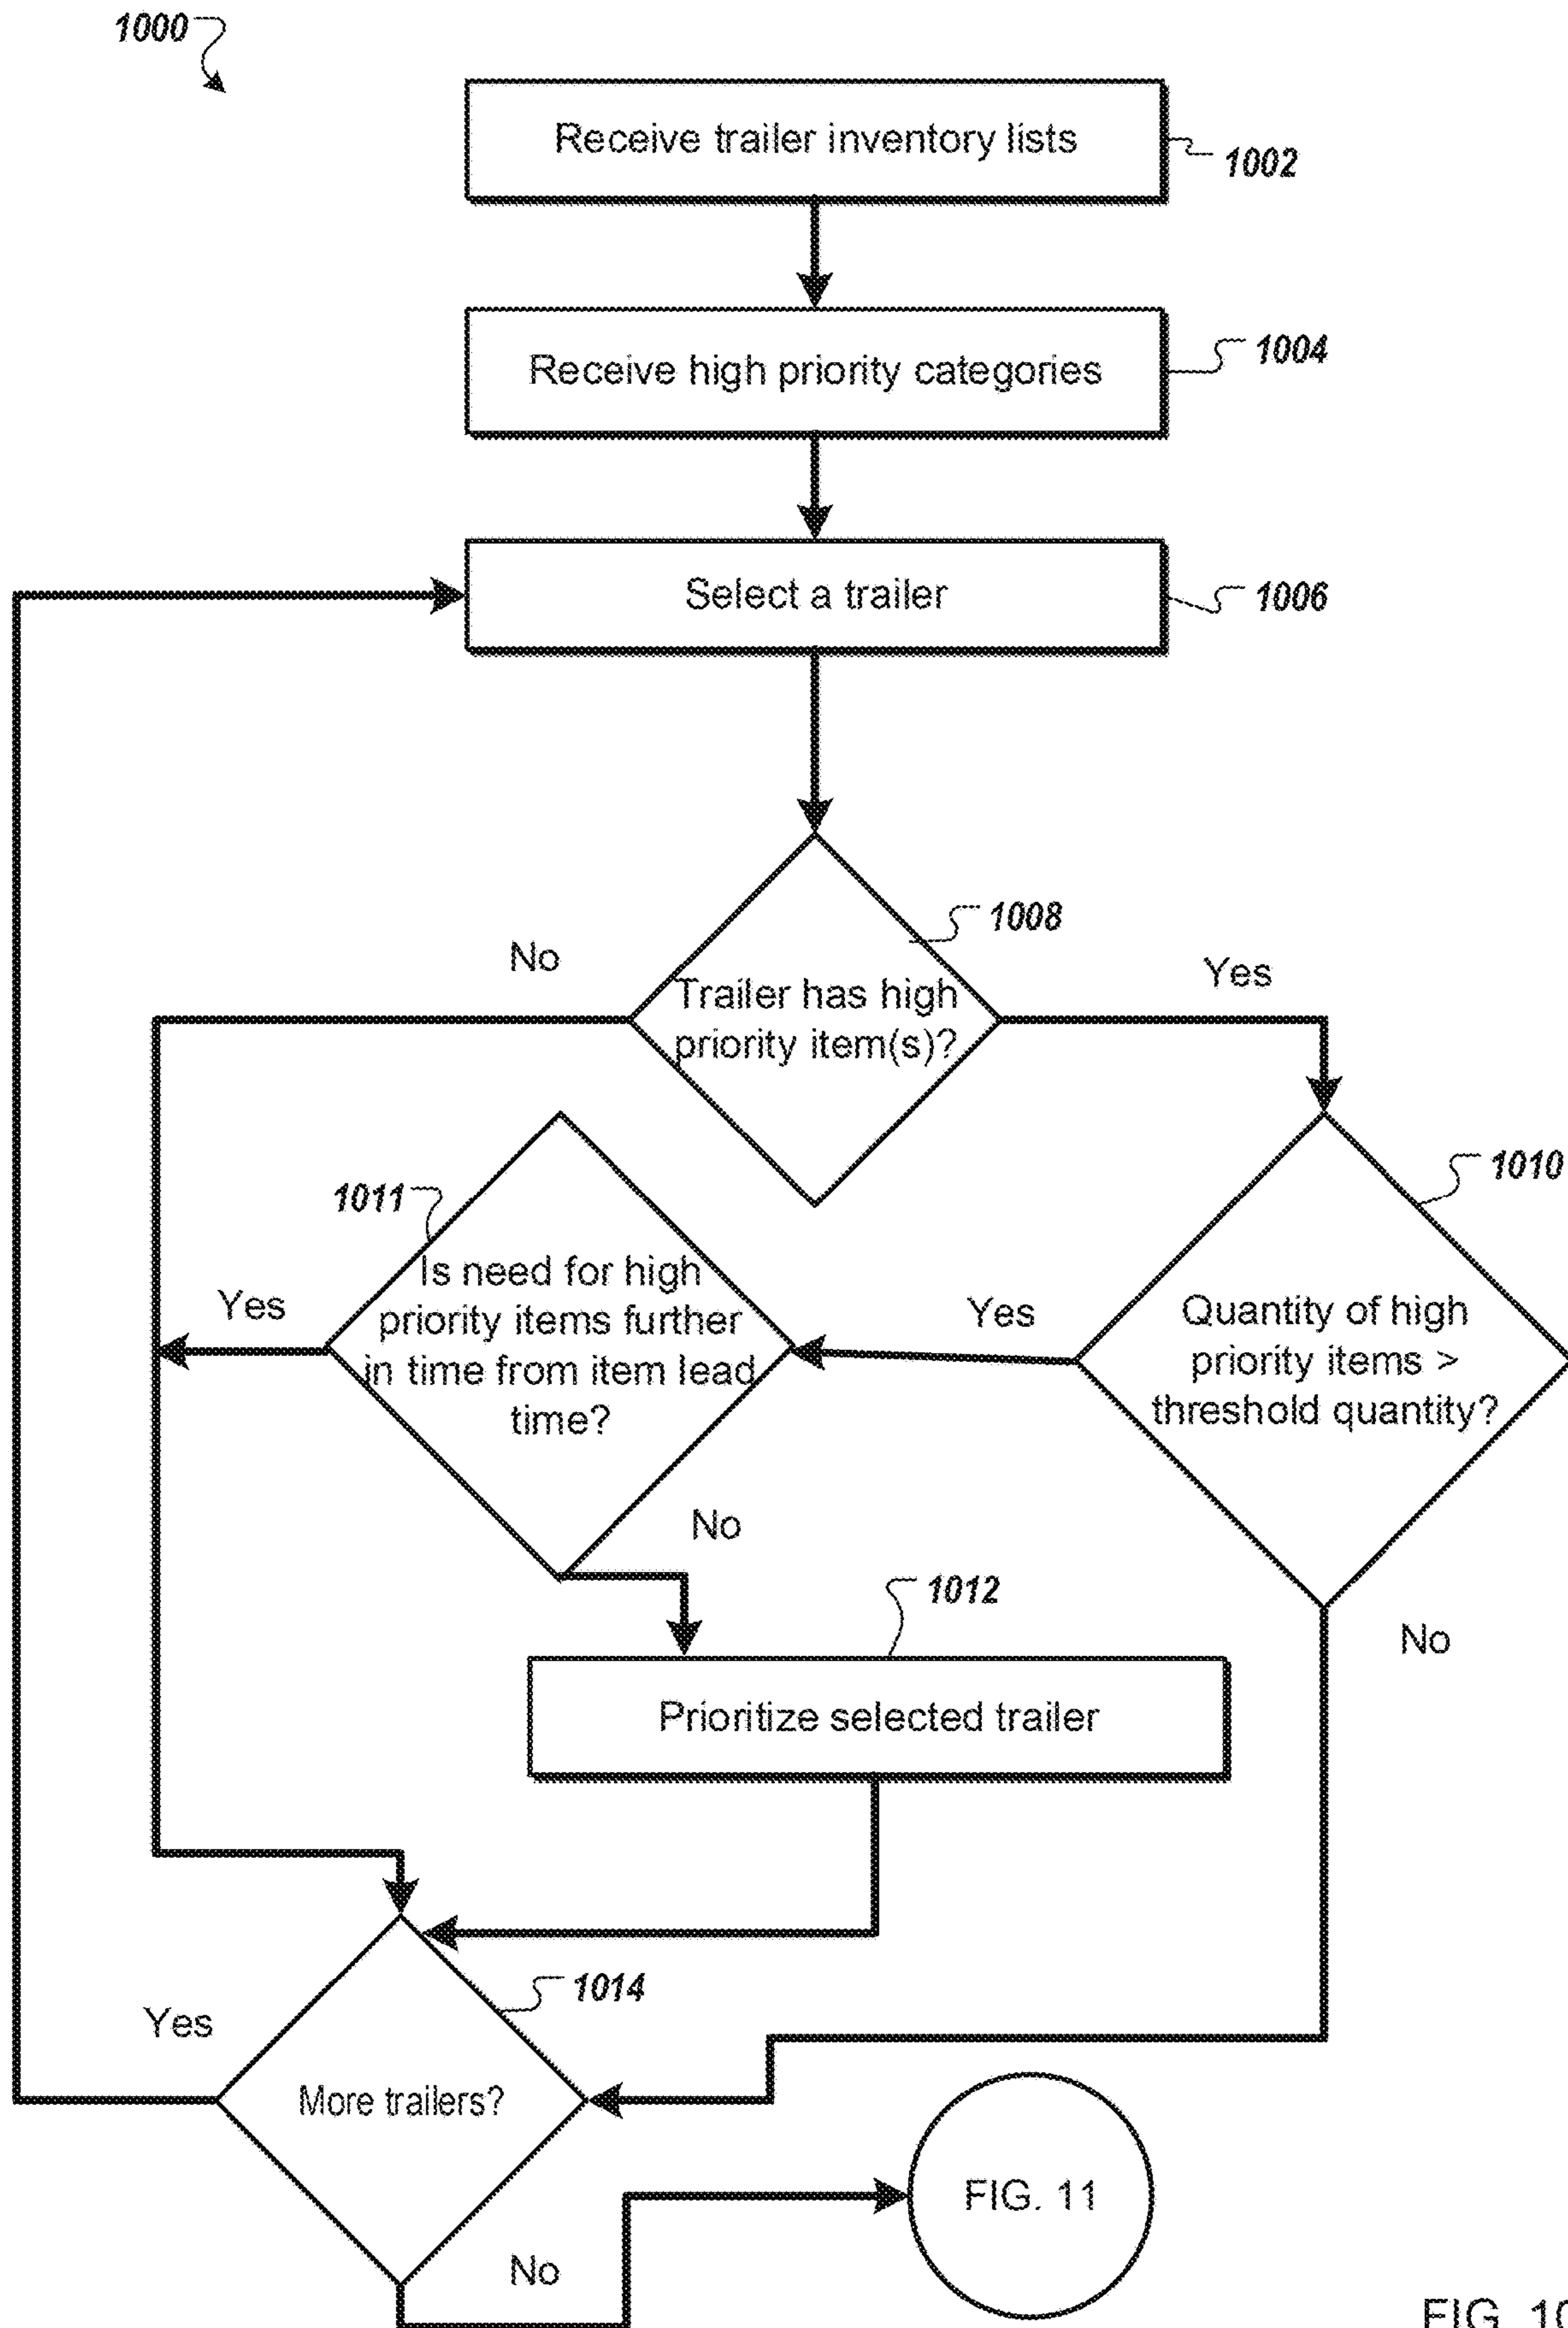 1000
Receive trailer inventory lists
1002
Receive high priority categories
1004
Select a trailer
1006
1008
No
Yes
Trailer has high
priority item(s)?
1010
1011
Is need for high
priority items further
in time from item lead
time?
Yes
Yes
Quantity of high
priority items >
threshold quantity?
No
1012
No
Prioritize selected trailer
1014
Yes
More trailers?
FIG. 11
No
FIG. 10